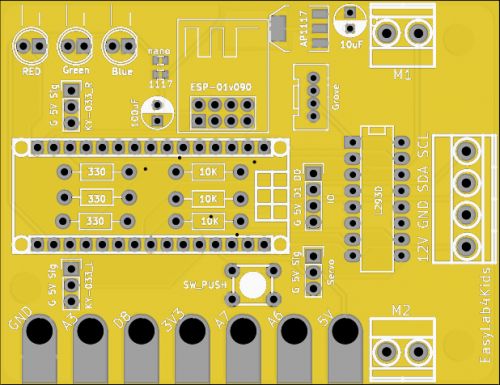 RED
Green
Blue
nano
1117
100uF
ESP-01v090
AP1117
10uF
M1
Grove
G 5V Sig
KY-033_R
330
10K
330
10K
330
10K
G 5V D1 D0
IO
L293D
12V GND SDA SCL
G 5V Sig
KY-033_L
SW_PUSH
G 5V Sig
Servo
M2
EasyLab4Kids
GND
A3
D8
3V3
A7
A6
5V